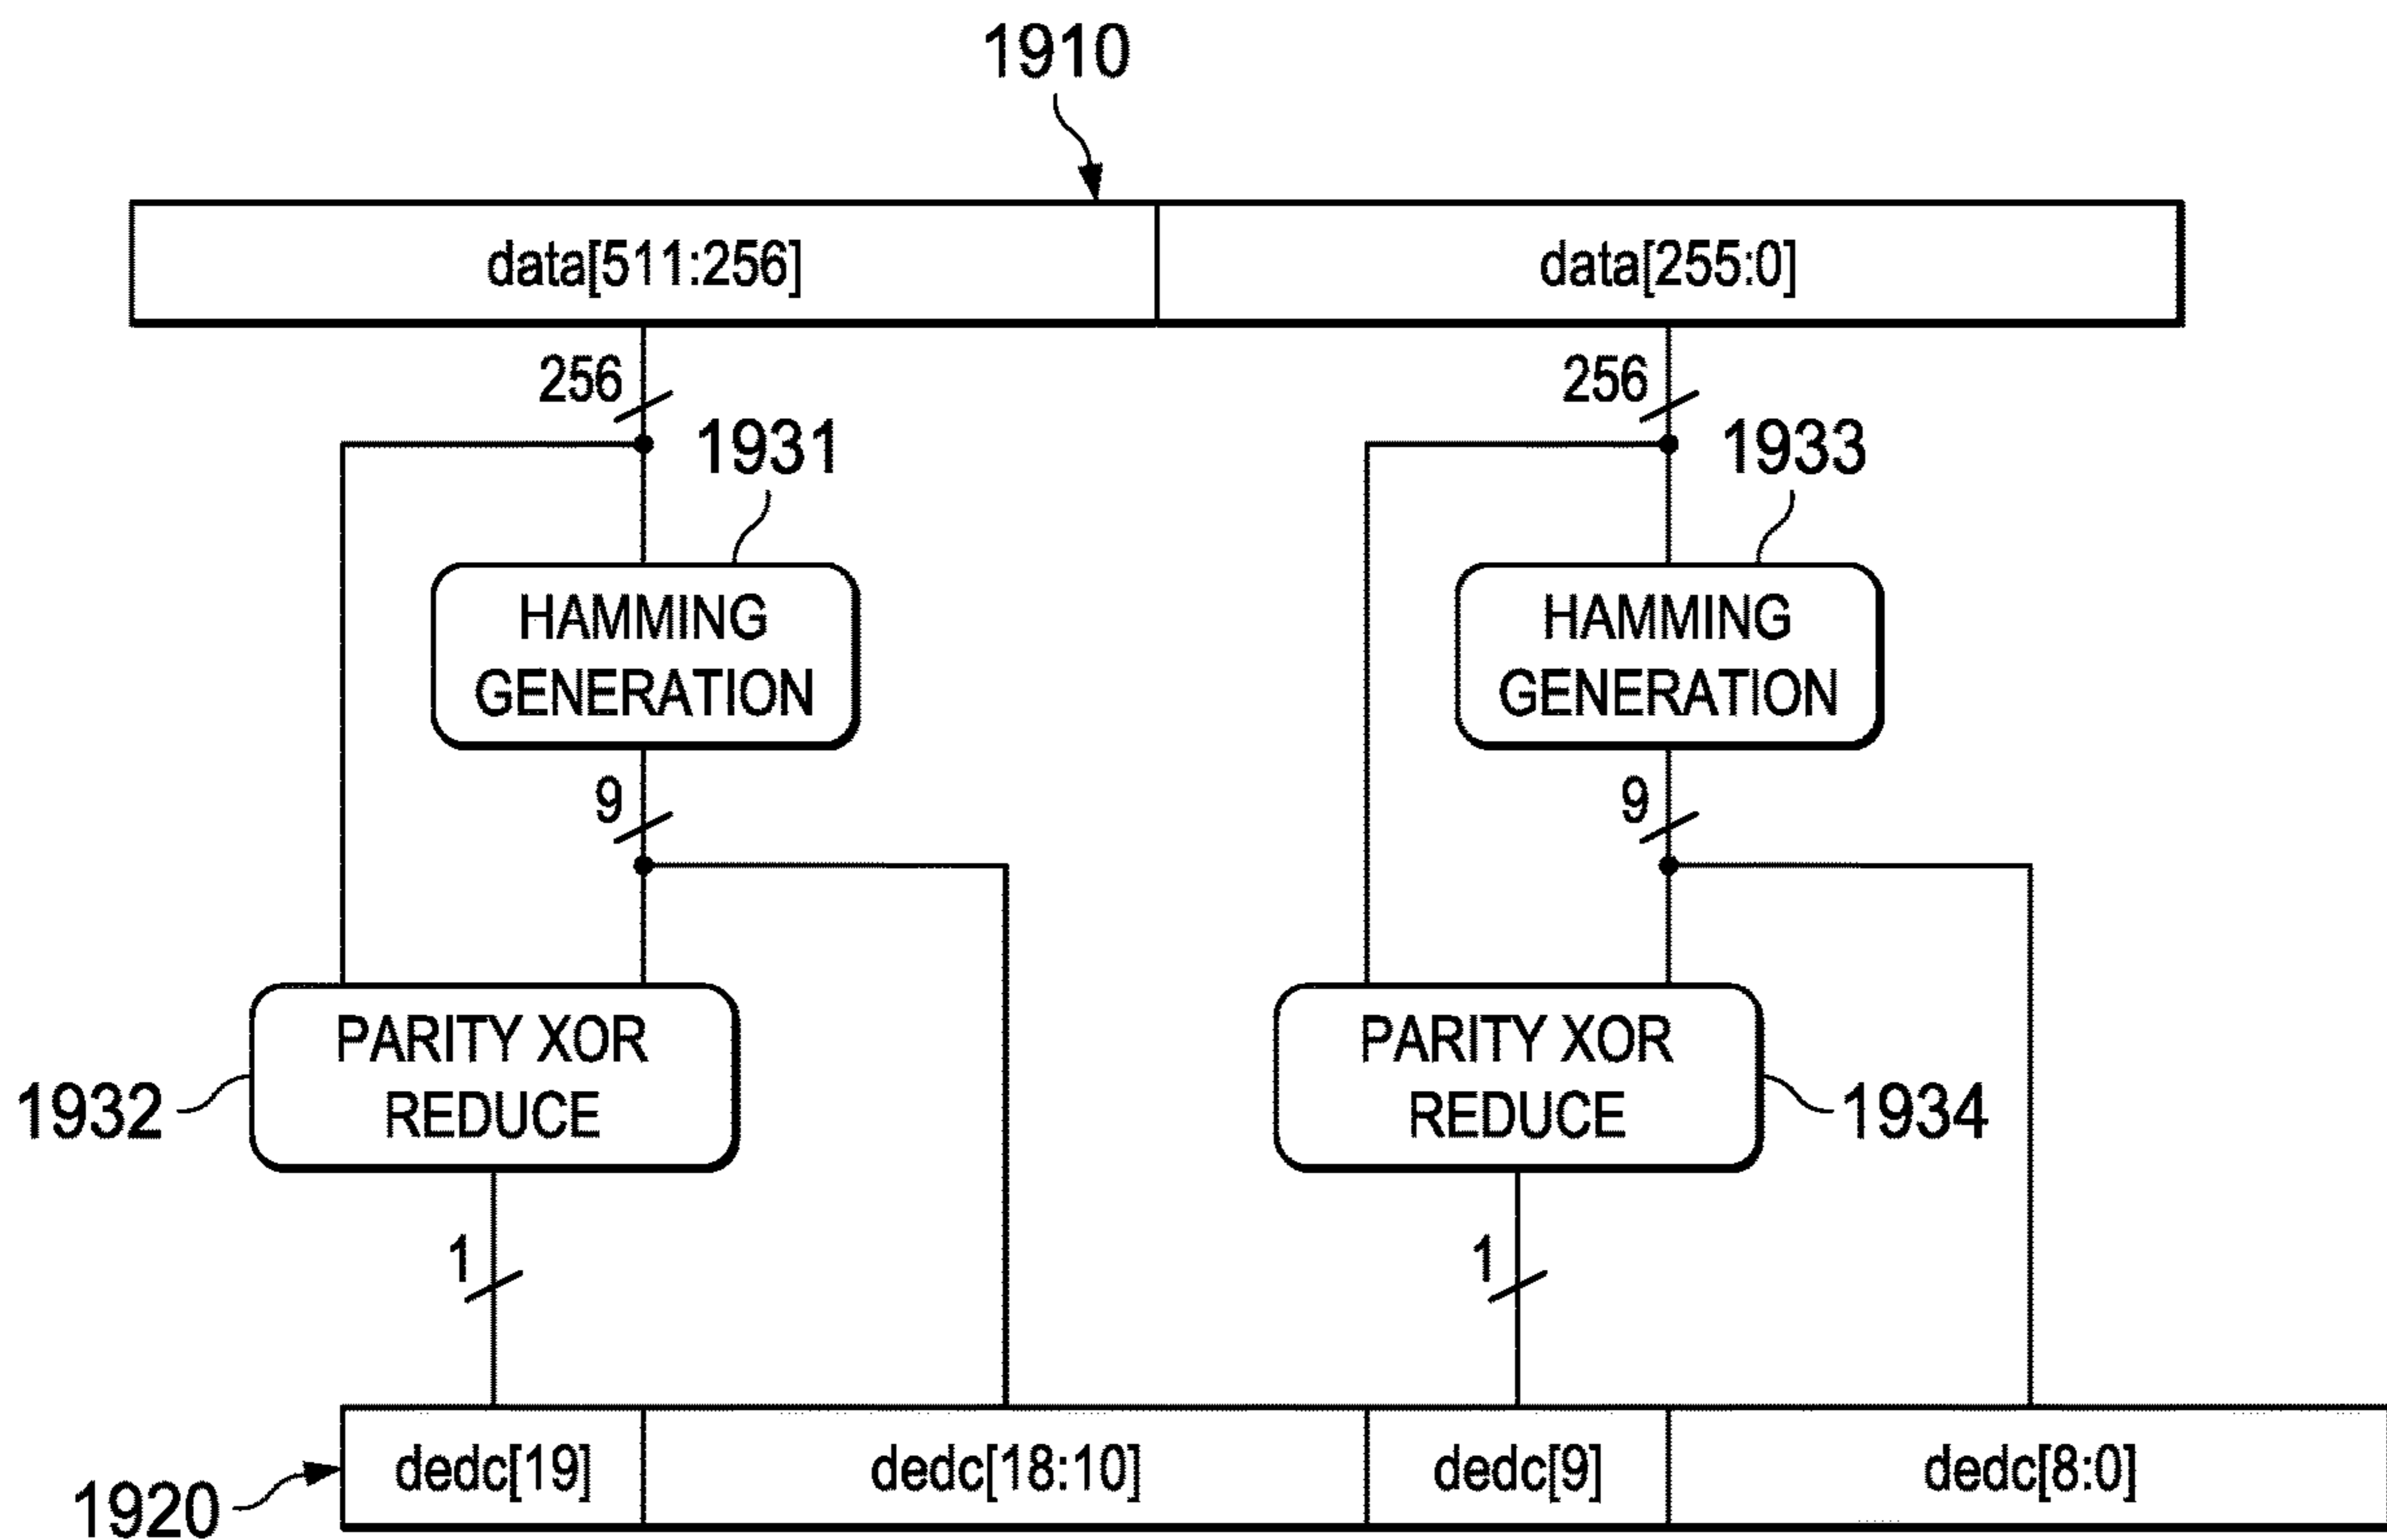 1910
data[511:256]
data[255:0]
256
256
1931
1933
HAMMING
GENERATION
HAMMING
GENERATION
9
9
PARITY XOR
REDUCE
PARITY XOR
REDUCE
1932
1934
1
1
dedc[19]
dedc[18:10]
dedc[9]
dedc[8:0]
1920